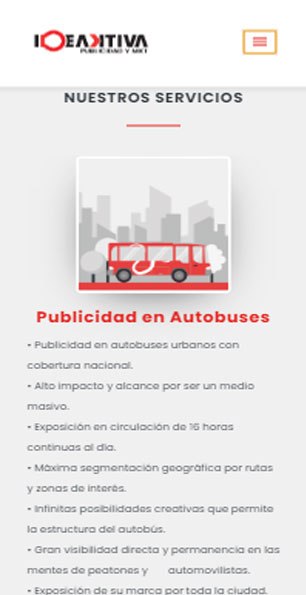 IDEAKTIVA
PUBLICIDAD Y MKT
NUESTROS SERVICIOS
Publicidad en Autobuses
• Publicidad en autobuses urbanos con
cobertura nacional.
• Alto impacto y alcance por ser un medio
masivo.
• Exposición en circulación de 16 horas
continuas al día.
• Máxima segmentación geográfica por rutas
y zonas de interés.
• Infinitas posibilidades creativas que permite
la estructura del autobús.
• Gran visibilidad directa y permanencia en las
mentes de peatones y automovilistas.
• Exposición de su marca por toda la ciudad.